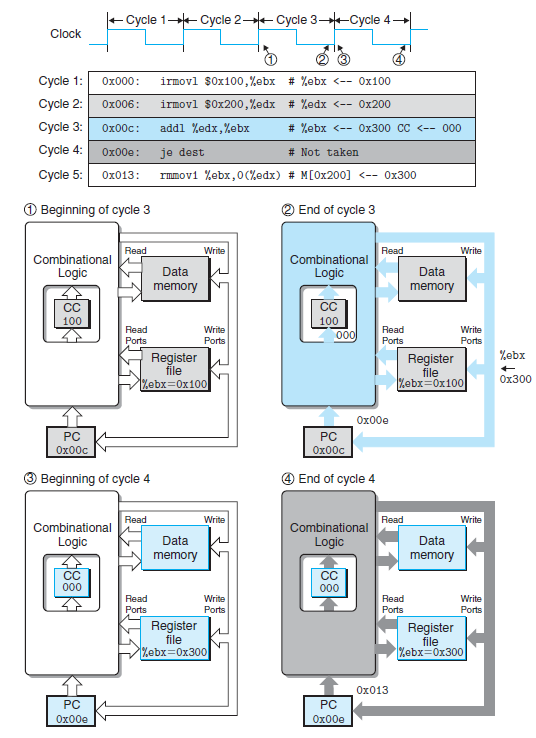 Cycle 1 Cycle 2 Cycle 3 Cycle 4
Clock
① ② ③ ④
Cycle 1: 0x000: irmovl $0x100,%ebx # %ebx <-- 0x100
Cycle 2: 0x006: irmovl $0x200,%edx # %edx <-- 0x200
Cycle 3: 0x00c: addl %edx,%ebx # %ebx <-- 0x300 CC <-- 000
Cycle 4: 0x00e: je dest # Not taken
Cycle 5: 0x013: rmmovl %ebx,0(%edx) # M[0x200] <-- 0x300
① Beginning of cycle 3
Combinational
Logic
CC
100
Read
Write
Data
memory
Read
Ports
Write
Ports
Register
file
%ebx=0x100
PC
0x00c
② End of cycle 3
Combinational
Logic
CC
100
000
Read
Write
Data
memory
Read
Ports
Write
Ports
Register
file
%ebx=0x100
%ebx
←
0x300
0x00e
PC
0x00c
③ Beginning of cycle 4
Combinational
Logic
CC
000
Read
Write
Data
memory
Read
Ports
Write
Ports
Register
file
%ebx=0x300
PC
0x00e
④ End of cycle 4
Combinational
Logic
CC
000
Read
Write
Data
memory
Read
Ports
Write
Ports
Register
file
%ebx=0x300
0x013
PC
0x00e